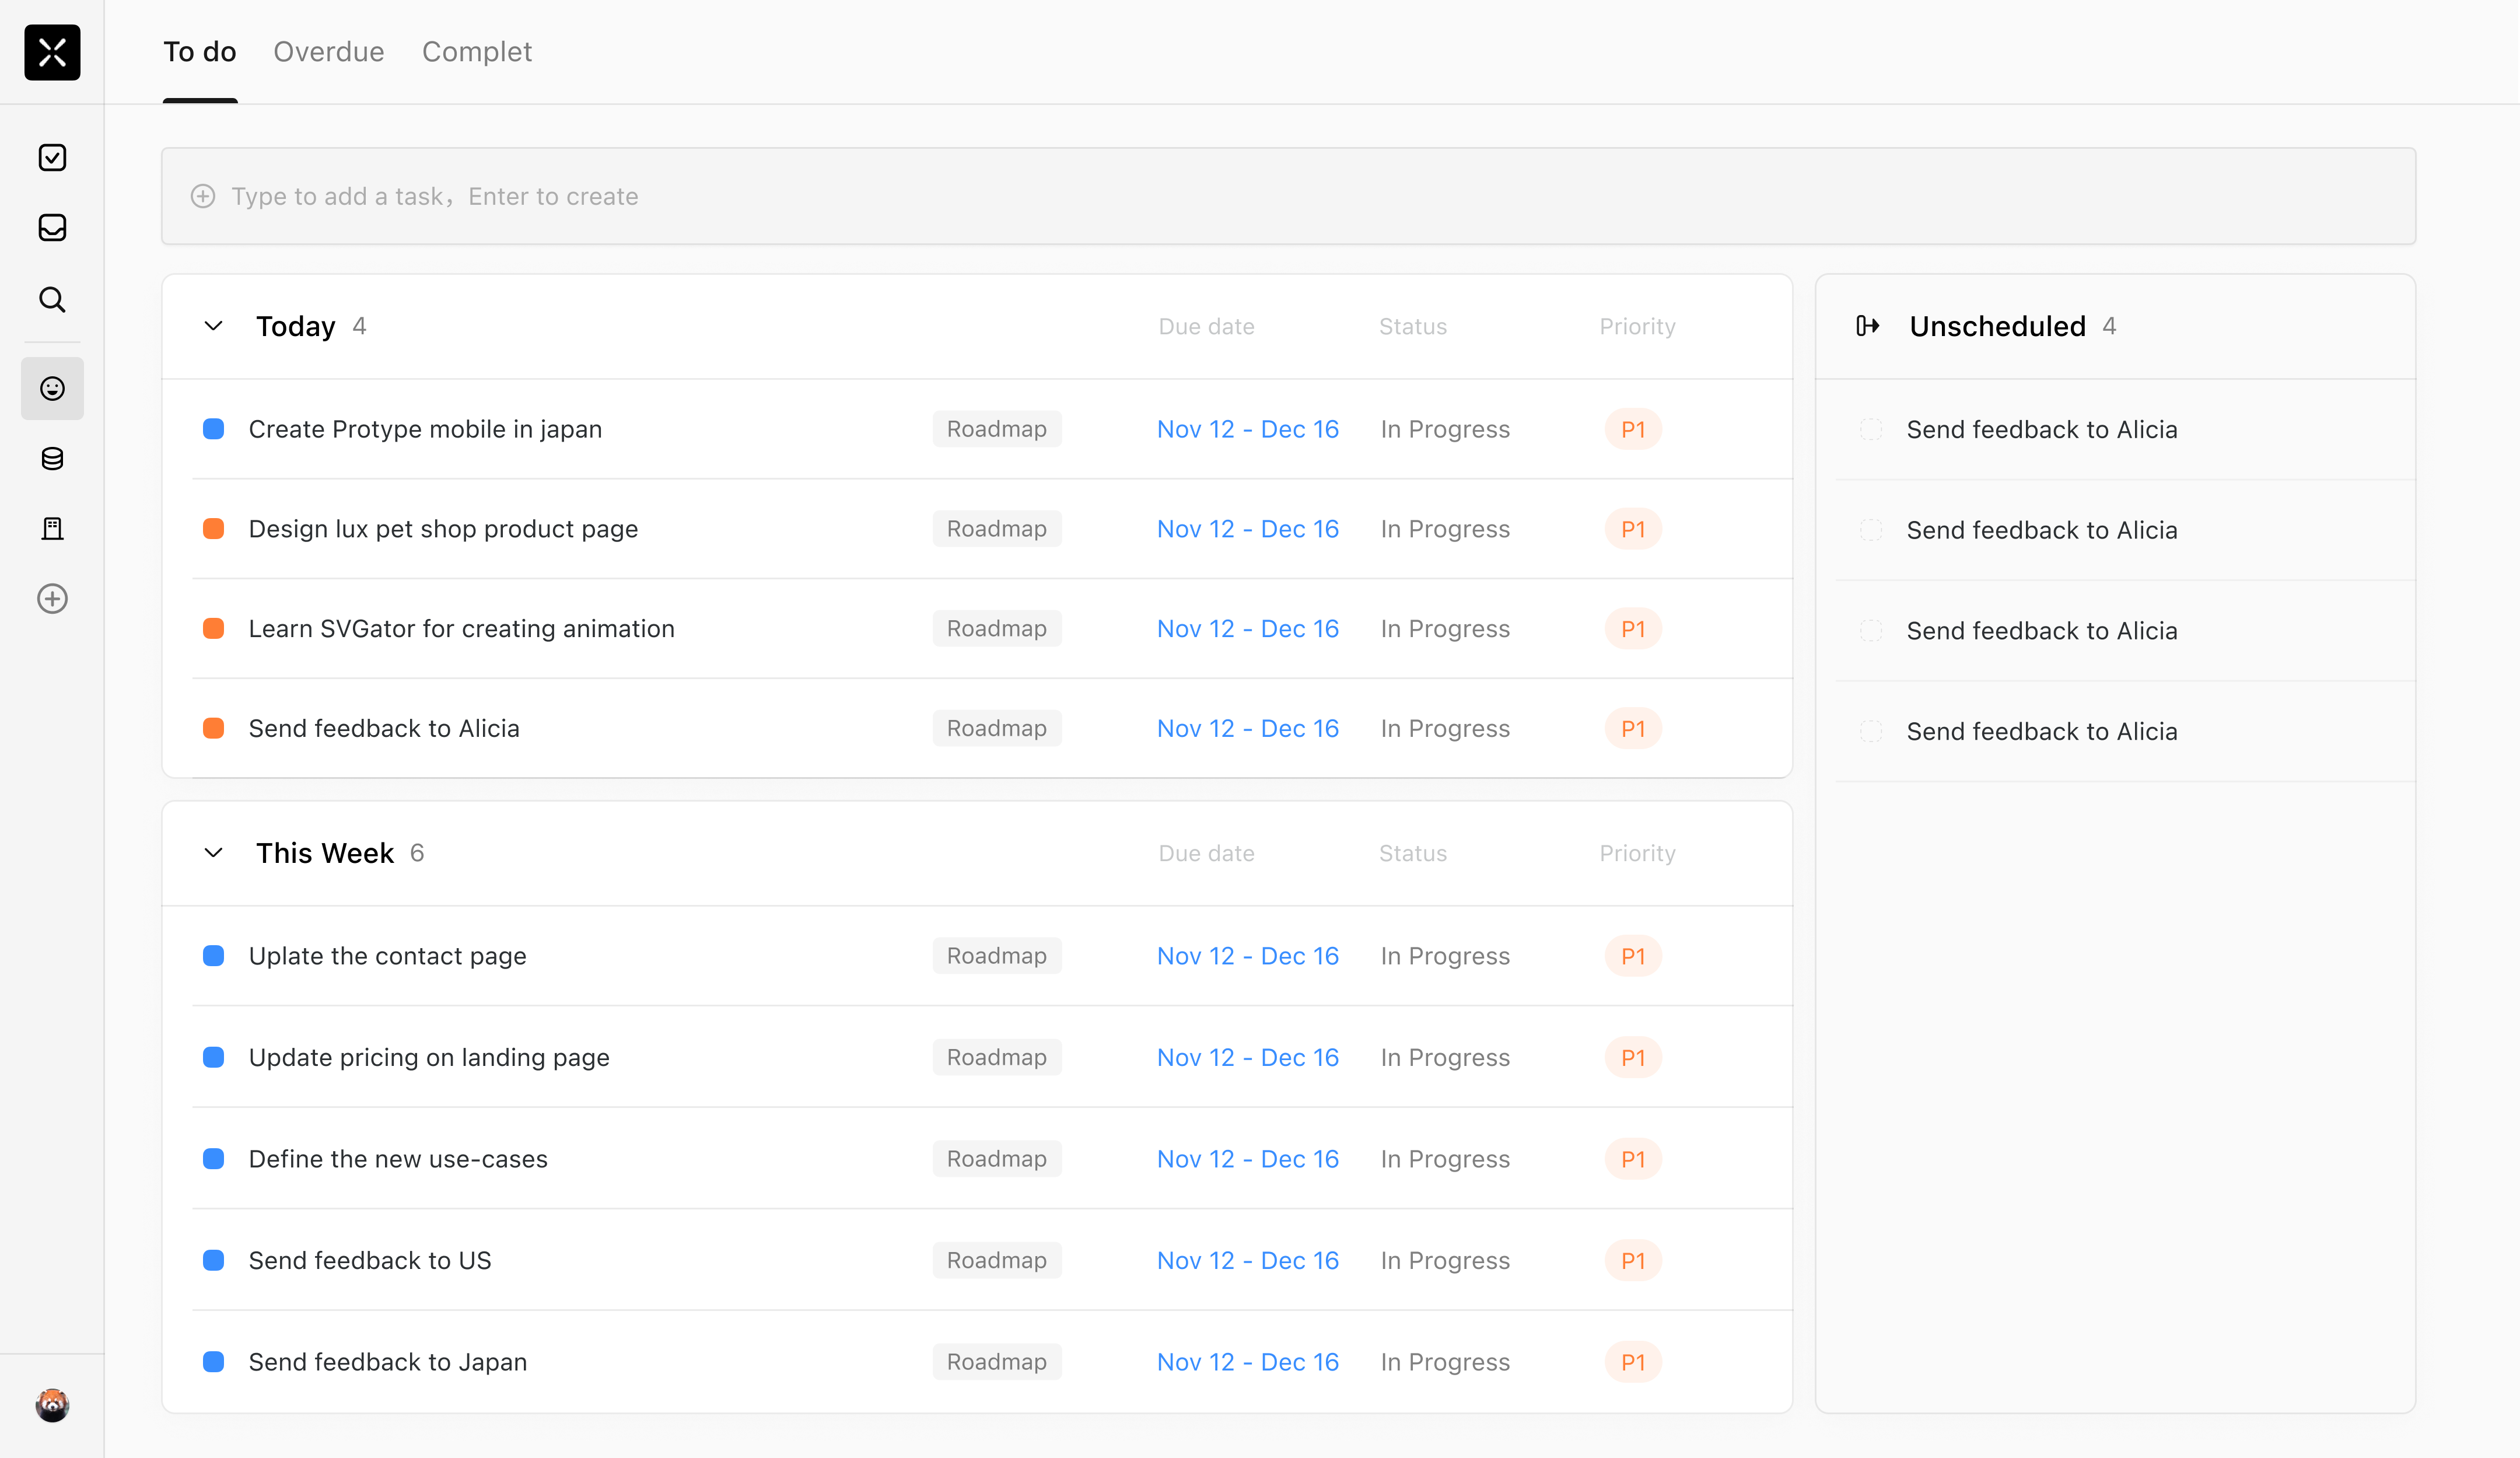 To do Overdue Complet
Type to add a task，Enter to create
Today 4 Due date Status Priority
Create Protype mobile in japan Roadmap Nov 12 - Dec 16 In Progress P1
Design lux pet shop product page Roadmap Nov 12 - Dec 16 In Progress P1
Learn SVGator for creating animation Roadmap Nov 12 - Dec 16 In Progress P1
Send feedback to Alicia Roadmap Nov 12 - Dec 16 In Progress P1
This Week 6 Due date Status Priority
Uplate the contact page Roadmap Nov 12 - Dec 16 In Progress P1
Update pricing on landing page Roadmap Nov 12 - Dec 16 In Progress P1
Define the new use-cases Roadmap Nov 12 - Dec 16 In Progress P1
Send feedback to US Roadmap Nov 12 - Dec 16 In Progress P1
Send feedback to Japan Roadmap Nov 12 - Dec 16 In Progress P1
Unscheduled 4
Send feedback to Alicia
Send feedback to Alicia
Send feedback to Alicia
Send feedback to Alicia